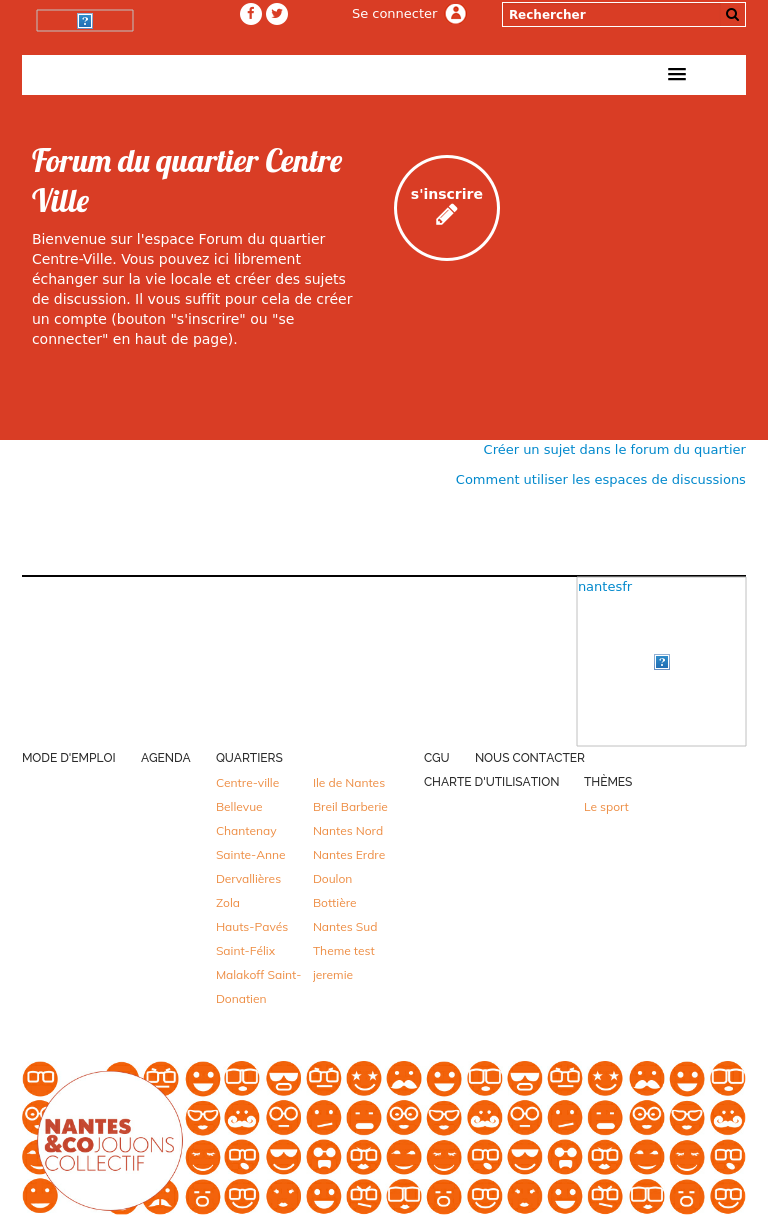 Se connecter
Rechercher
Forum du quartier Centre
Ville
s'inscrire
Bienvenue sur l'espace Forum du quartier
Centre-Ville. Vous pouvez ici librement
échanger sur la vie locale et créer des sujets
de discussion. Il vous suffit pour cela de créer
un compte (bouton "s'inscrire" ou "se
connecter" en haut de page).
Créer un sujet dans le forum du quartier
Comment utiliser les espaces de discussions
nantesfr
MODE D'EMPLOI
AGENDA
QUARTIERS
Centre-ville
Bellevue
Chantenay
Sainte-Anne
Dervallières
Zola
Hauts-Pavés
Saint-Félix
Malakoff Saint-
Donatien
Ile de Nantes
Breil Barberie
Nantes Nord
Nantes Erdre
Doulon
Bottière
Nantes Sud
Theme test
jeremie
CGU
NOUS CONTACTER
CHARTE D'UTILISATION
THÈMES
Le sport
NANTES
&COJOUONS
COLLECTIF